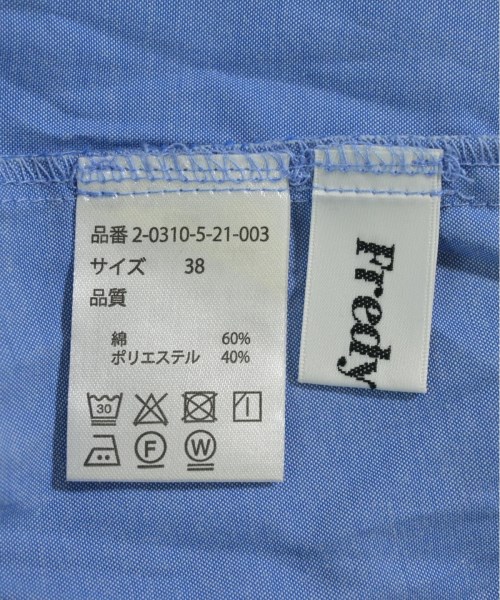 品番 2-0310-5-21-003
サイズ 38
品質
綿 60%
ポリエステル 40%
30
F W
Fredy